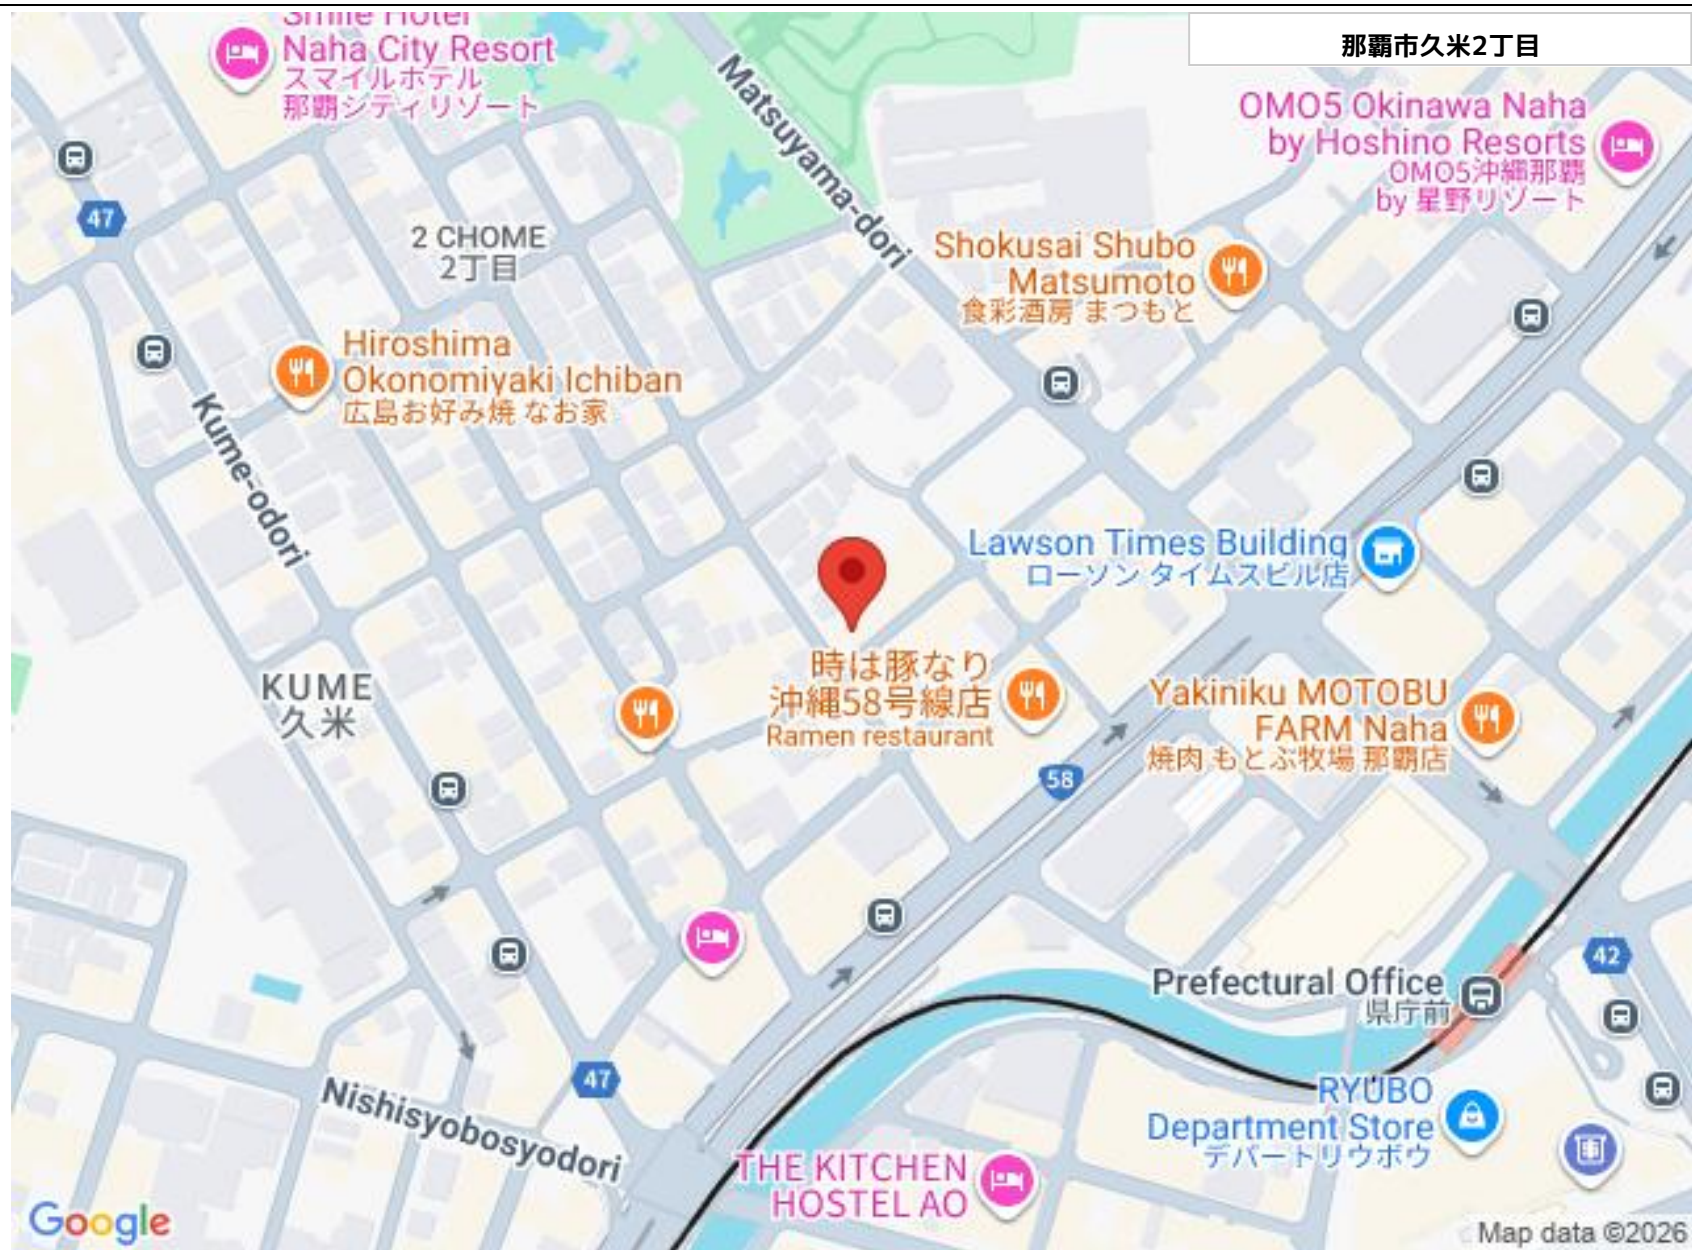 Smile Hotel
Naha City Resort
スマイルホテル
那覇シティリゾート
那覇市久米2丁目
Matsuyama-dori
OMO5 Okinawa Naha
by Hoshino Resorts
OMO5沖縄那覇
by 星野リゾート
47
2 CHOME
2丁目
Shokusai Shubo
Matsumoto
食彩酒房 まつもと
Hiroshima
Okonomiyaki Ichiban
広島お好み焼 なお家
Kume-odori
Lawson Times Building
ローソン タイムスビル店
時は豚なり
沖縄58号線店
Ramen restaurant
KUME
久米
Yakiniku MOTOBU
FARM Naha
焼肉 もとぶ牧場 那覇店
58
Prefectural Office
県庁前
42
47
Nishisyobosyodori
RYUBO
Department Store
デパートリウボウ
THE KITCHEN
HOSTEL AO
Google
Map data ©2026